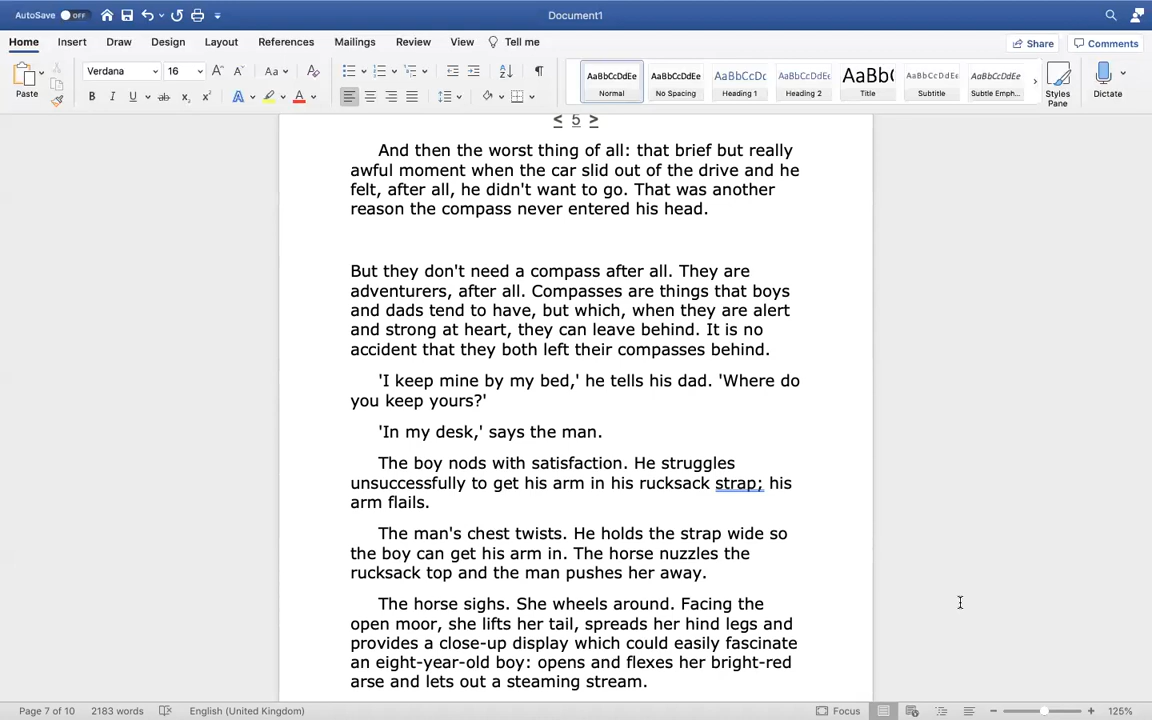 AutoSave OFF Document1
Home Insert Draw Design Layout References Mailings Review View Tell me Share Comments
Paste Verdana 16 A A Aa A AaBbCcDdEe AaBbCcDdEe AaBbCcDc AaBbCcDdEe AaBbC AaBbCcDdEe AaBbCcDdEe
B I U ab x₂ x² A A Normal No Spacing Heading 1 Heading 2 Title Subtitle Subtle Emph... Styles Pane Dictate
< 5 >
And then the worst thing of all: that brief but really
awful moment when the car slid out of the drive and he
felt, after all, he didn't want to go. That was another
reason the compass never entered his head.
But they don't need a compass after all. They are
adventurers, after all. Compasses are things that boys
and dads tend to have, but which, when they are alert
and strong at heart, they can leave behind. It is no
accident that they both left their compasses behind.
'I keep mine by my bed,' he tells his dad. 'Where do
you keep yours?'
'In my desk,' says the man.
The boy nods with satisfaction. He struggles
unsuccessfully to get his arm in his rucksack strap; his
arm flails.
The man's chest twists. He holds the strap wide so
the boy can get his arm in. The horse nuzzles the
rucksack top and the man pushes her away.
The horse sighs. She wheels around. Facing the
open moor, she lifts her tail, spreads her hind legs and
provides a close-up display which could easily fascinate
an eight-year-old boy: opens and flexes her bright-red
arse and lets out a steaming stream.
Page 7 of 10 2183 words English (United Kingdom) Focus 125%